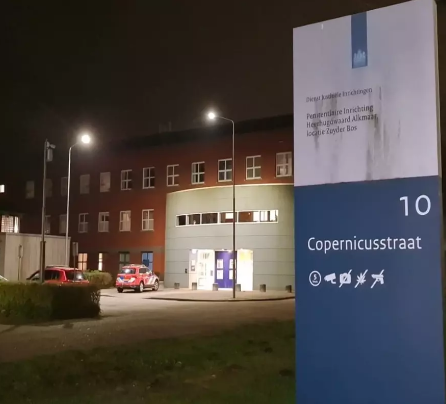 Dienst Justitiële Inrichtingen
Penitentiaire Inrichting
Heerhugowaard Alkmaar
locatie Zuyder Bos
10
Copernicusstraat